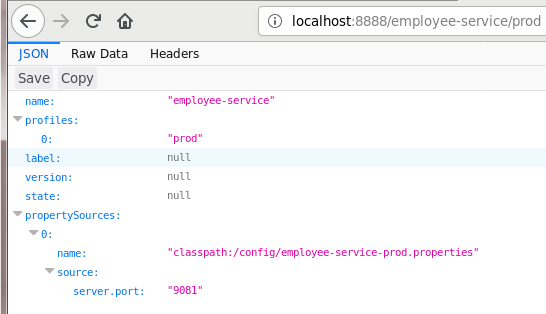 localhost:8888/employee-service/prod
JSON Raw Data Headers
Save Copy
name: "employee-service"
profiles:
0: "prod"
label: null
version: null
state: null
propertySources:
0:
name: "classpath:/config/employee-service-prod.properties"
source:
server.port: "9081"